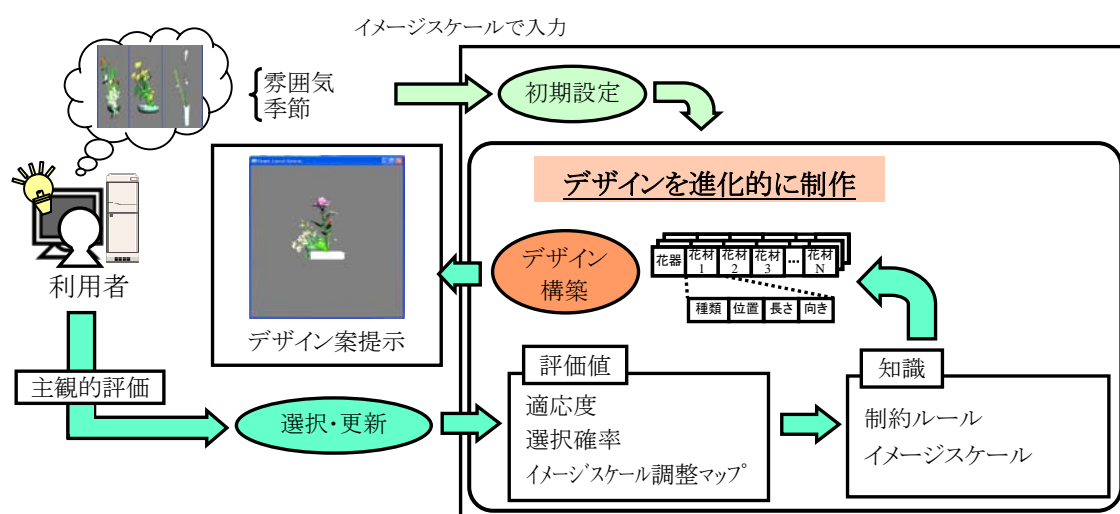 イメージスケールで入力
雰囲気
季節
初期設定
デザインを進化的に制作
デザイン
構築
花器
花材
1
花材
2
花材
3
…
花材
N
種類
位置
長さ
向き
利用者
デザイン案提示
主観的評価
選択・更新
評価値
適応度
選択確率
イメージスケール調整マップ
知識
制約ルール
イメージスケール